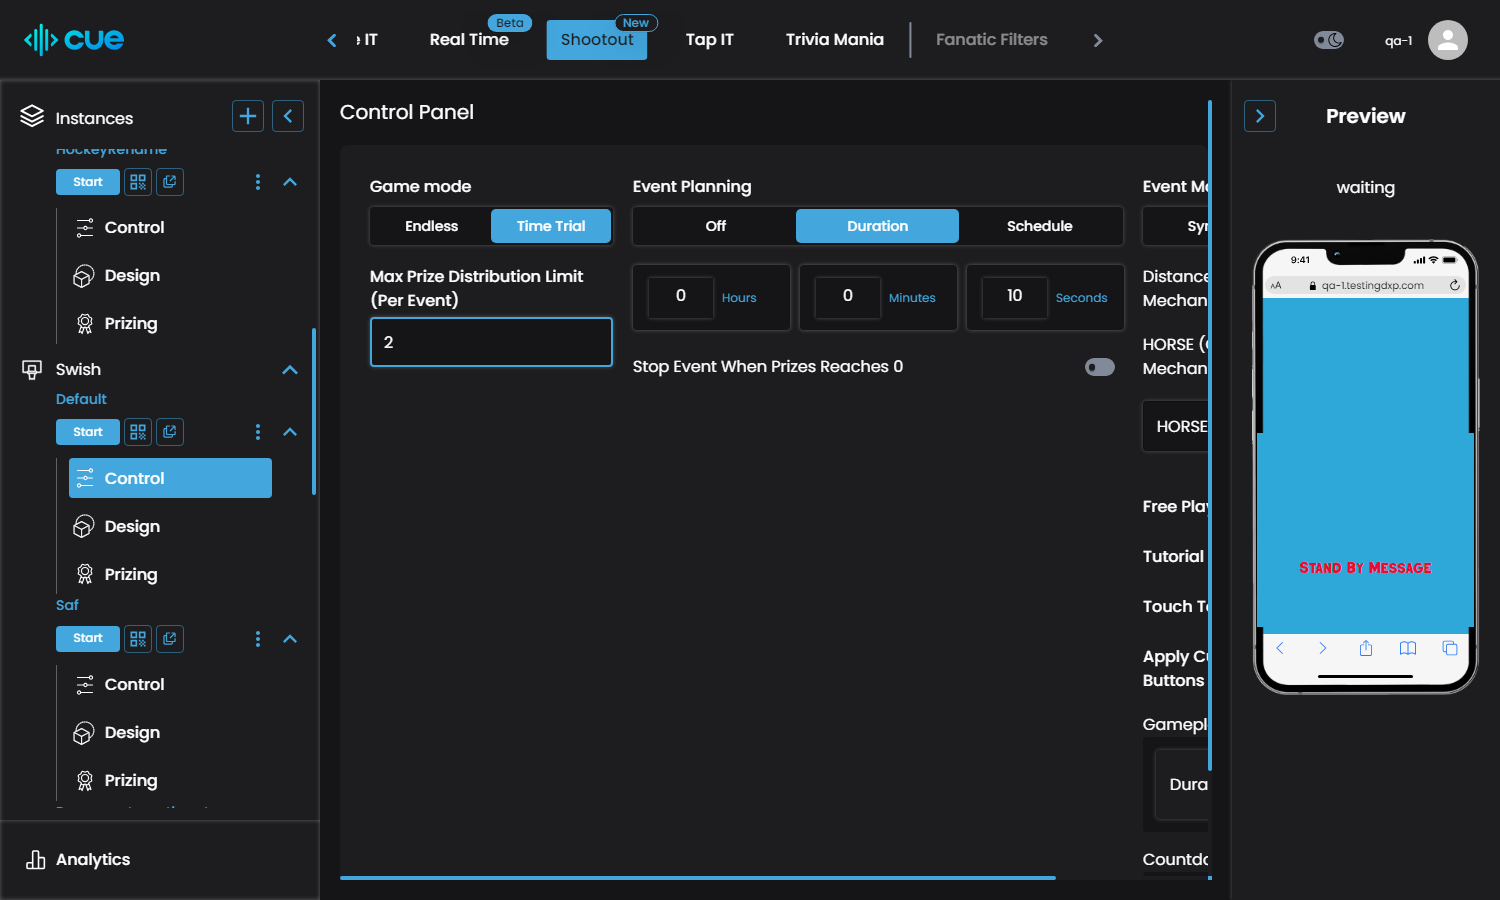 cue
IT
Beta
Real Time
New
Shootout
Tap IT
Trivia Mania
Fanatic Filters
qa-1
Instances
HockeyRename
Start
Control
Design
Prizing
Swish
Default
Start
Control
Design
Prizing
Saf
Start
Control
Design
Prizing
Analytics
Control Panel
Game mode
Endless
Time Trial
Max Prize Distribution Limit
(Per Event)
2
Event Planning
Off
Duration
Schedule
0
Hours
0
Minutes
10
Seconds
Stop Event When Prizes Reaches 0
Event
Distance
Mechan
HORSE
Mechan
HORSE
Free Play
Tutorial
Touch
Apply
Buttons
Gamepl
Dura
Countdo
Preview
waiting
9:41
AA
qa-1.testingdxp.com
Stand By Message